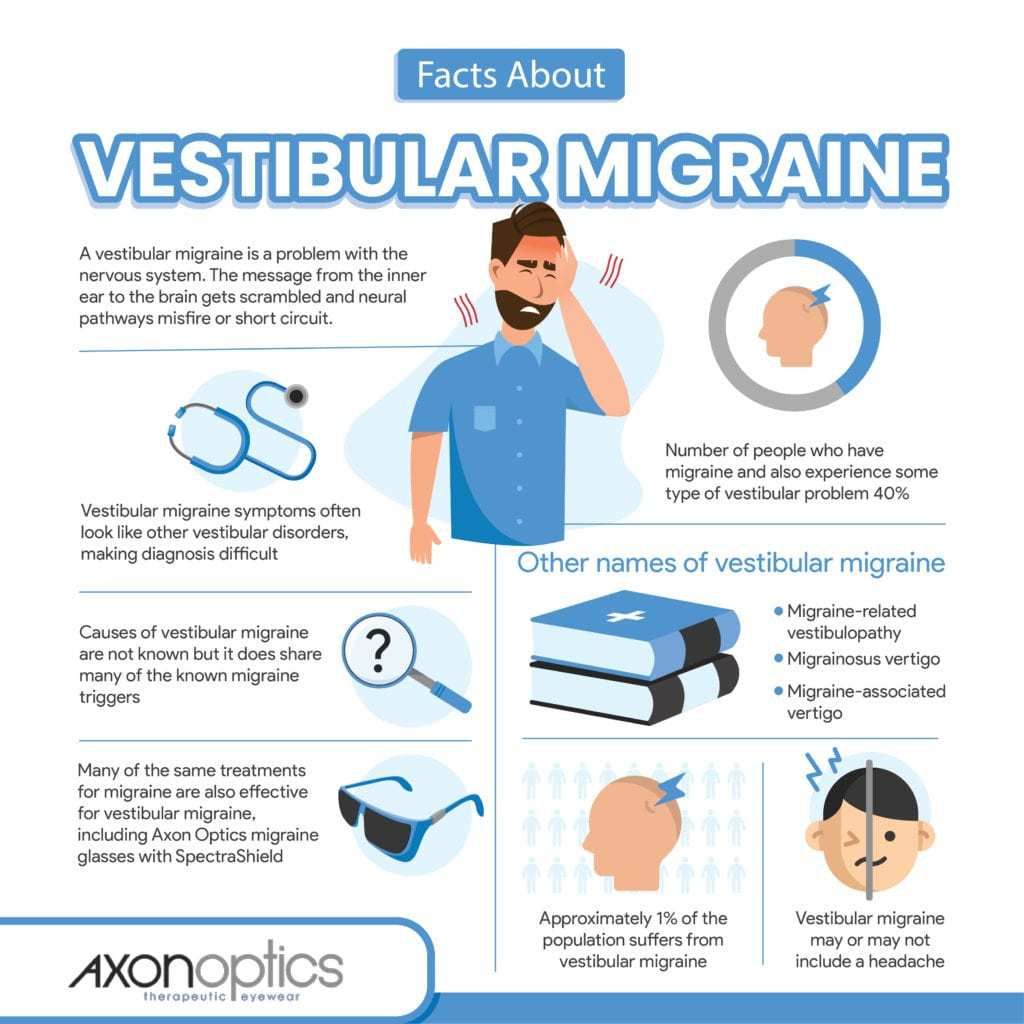 Facts About
VESTIBULAR MIGRAINE
A vestibular migraine is a problem with the
nervous system. The message from the inner
ear to the brain gets scrambled and neural
pathways misfire or short circuit.
Number of people who have
migraine and also experience some
type of vestibular problem 40%
Vestibular migraine symptoms often
look like other vestibular disorders,
making diagnosis difficult
Causes of vestibular migraine
are not known but it does share
many of the known migraine
triggers
?
Many of the same treatments
for migraine are also effective
for vestibular migraine,
including Axon Optics migraine
glasses with SpectraShield
Other names of vestibular migraine
• Migraine-related
vestibulopathy
• Migrainosus vertigo
• Migraine-associated
vertigo
Approximately 1% of the
population suffers from
vestibular migraine
Vestibular migraine
may or may not
include a headache
AXONoptics
therapeutic eyewear